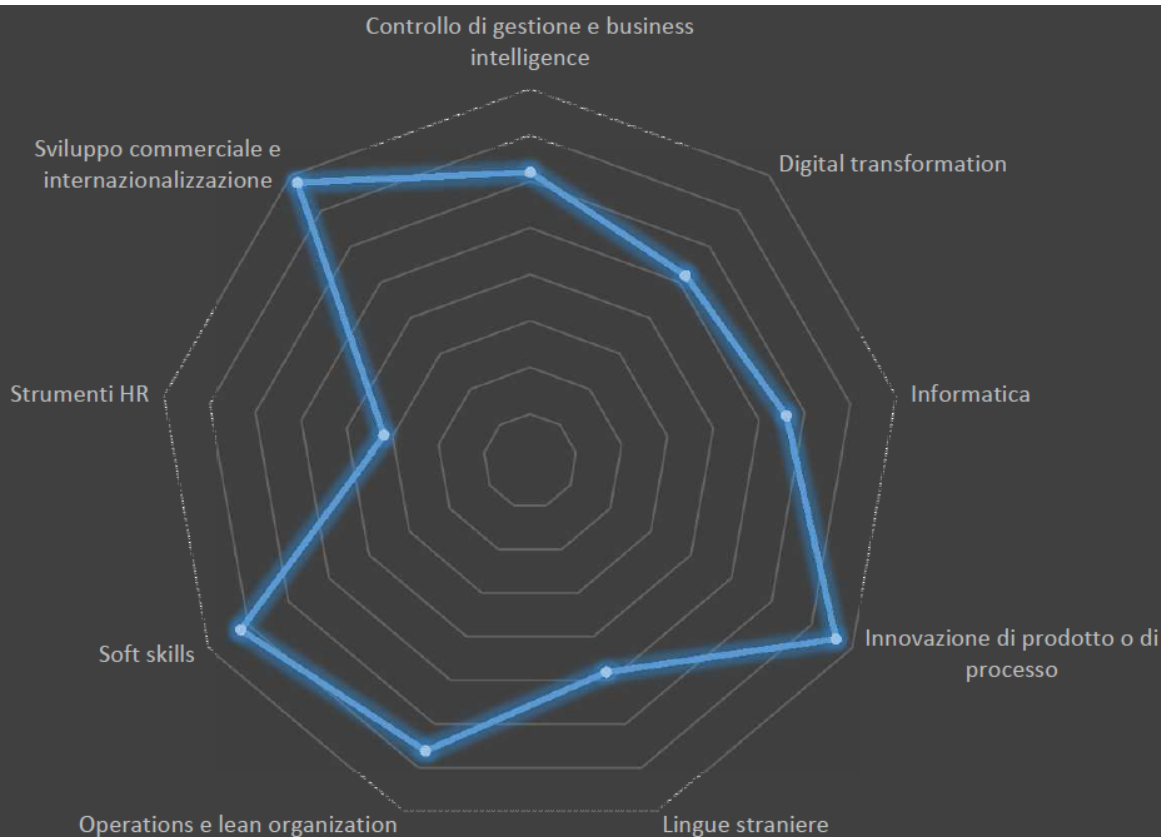 Controllo di gestione e business
intelligence
Sviluppo commerciale e
internazionalizzazione
Digital transformation
Strumenti HR
Informatica
Soft skills
Innovazione di prodotto o di
processo
Operations e lean organization
Lingue straniere